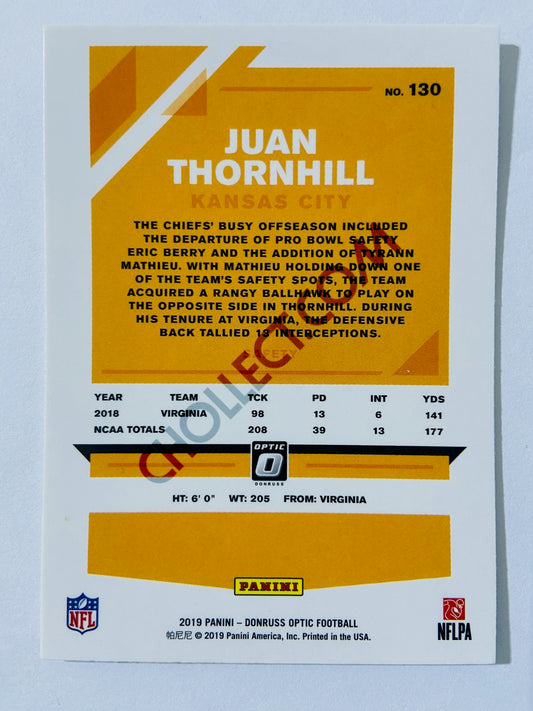 NO. 130
JUAN
THORNHILL
KANSAS CITY
THE CHIEFS' BUSY OFFSEASON INCLUDED
THE DEPARTURE OF PRO BOWL SAFETY
ERIC BERRY AND THE ADDITION OF TYRANN
MATHIEU. WITH MATHIEU HOLDING DOWN ONE
OF THE TEAM'S SAFETY SPOTS, THE TEAM
ACQUIRED A RANGY BALLHAWK TO PLAY ON
THE OPPOSITE SIDE IN THORNHILL. DURING
HIS TENURE AT VIRGINIA, THE DEFENSIVE
BACK TALLIED 13 INTERCEPTIONS.
SAFETY
CHOLLECT.COM
YEAR TEAM TCK PD INT YDS
2018 VIRGINIA 98 13 6 141
NCAA TOTALS 208 39 13 177
OPTIC
DONRUSS
HT: 6' 0" WT: 205 FROM: VIRGINIA
PANINI
NFL
NFLPA
2019 PANINI – DONRUSS OPTIC FOOTBALL
帕尼尼 © 2019 Panini America, Inc. Printed in the USA.